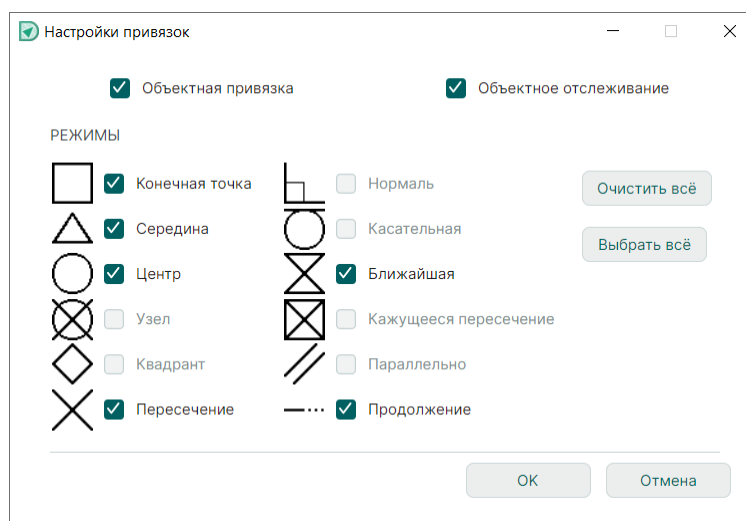 Настройки привязок
Объектная привязка
Объектное отслеживание
РЕЖИМЫ
Конечная точка
Середина
Центр
Узел
Квадрант
Пересечение
Нормаль
Касательная
Ближайшая
Кажущееся пересечение
Параллельно
Продолжение
Очистить всё
Выбрать всё
OK
Отмена